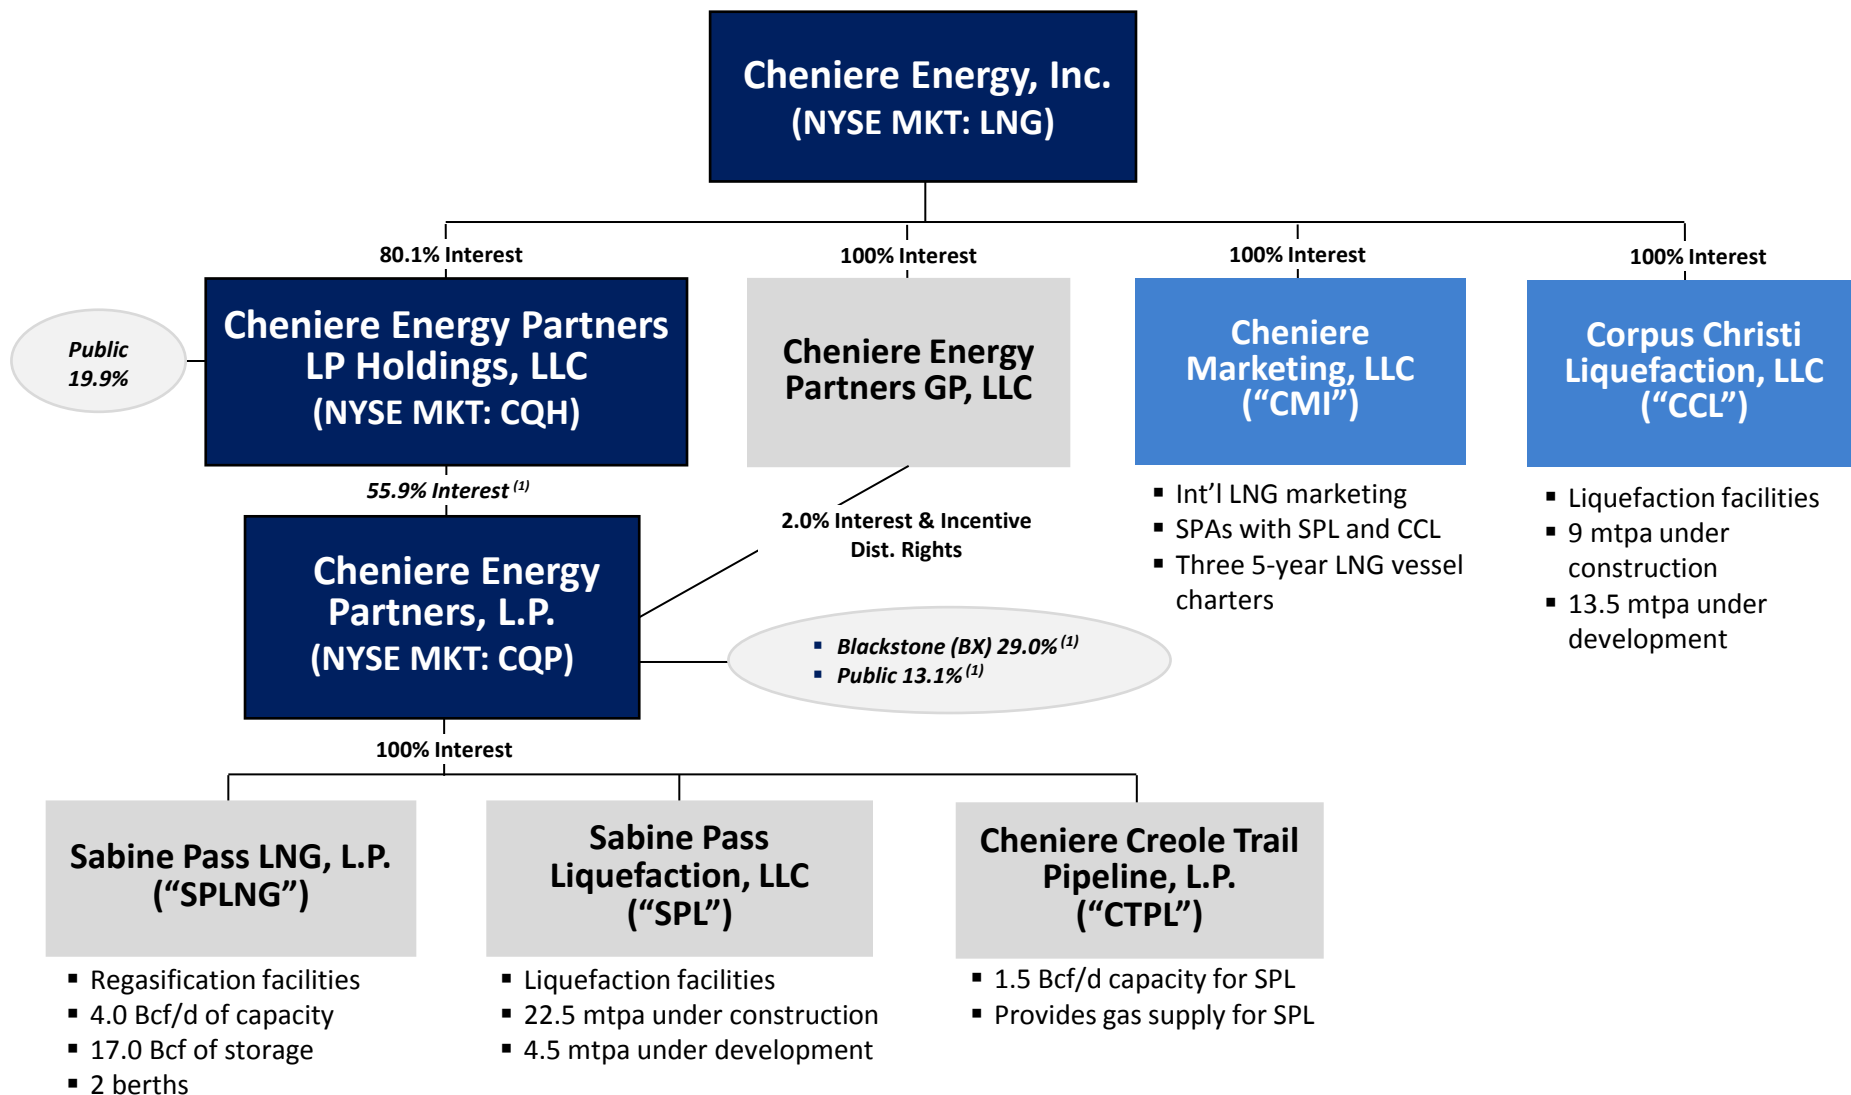 Cheniere Energy, Inc.
(NYSE MKT: LNG)
80.1% Interest
100% Interest
100% Interest
100% Interest
Public
19.9%
Cheniere Energy Partners
LP Holdings, LLC
(NYSE MKT: CQH)
Cheniere Energy
Partners GP, LLC
Cheniere
Marketing, LLC
(“CMI”)
Corpus Christi
Liquefaction, LLC
(“CCL”)
55.9% Interest (1)
2.0% Interest & Incentive
Dist. Rights
▪ Int’l LNG marketing
▪ SPAs with SPL and CCL
▪ Three 5-year LNG vessel
charters
▪ Liquefaction facilities
▪ 9 mtpa under
construction
▪ 13.5 mtpa under
development
Cheniere Energy
Partners, L.P.
(NYSE MKT: CQP)
▪ Blackstone (BX) 29.0% (1)
▪ Public 13.1% (1)
100% Interest
Sabine Pass LNG, L.P.
(“SPLNG”)
Sabine Pass
Liquefaction, LLC
(“SPL”)
Cheniere Creole Trail
Pipeline, L.P.
(“CTPL”)
▪ Regasification facilities
▪ 4.0 Bcf/d of capacity
▪ 17.0 Bcf of storage
▪ 2 berths
▪ Liquefaction facilities
▪ 22.5 mtpa under construction
▪ 4.5 mtpa under development
▪ 1.5 Bcf/d capacity for SPL
▪ Provides gas supply for SPL